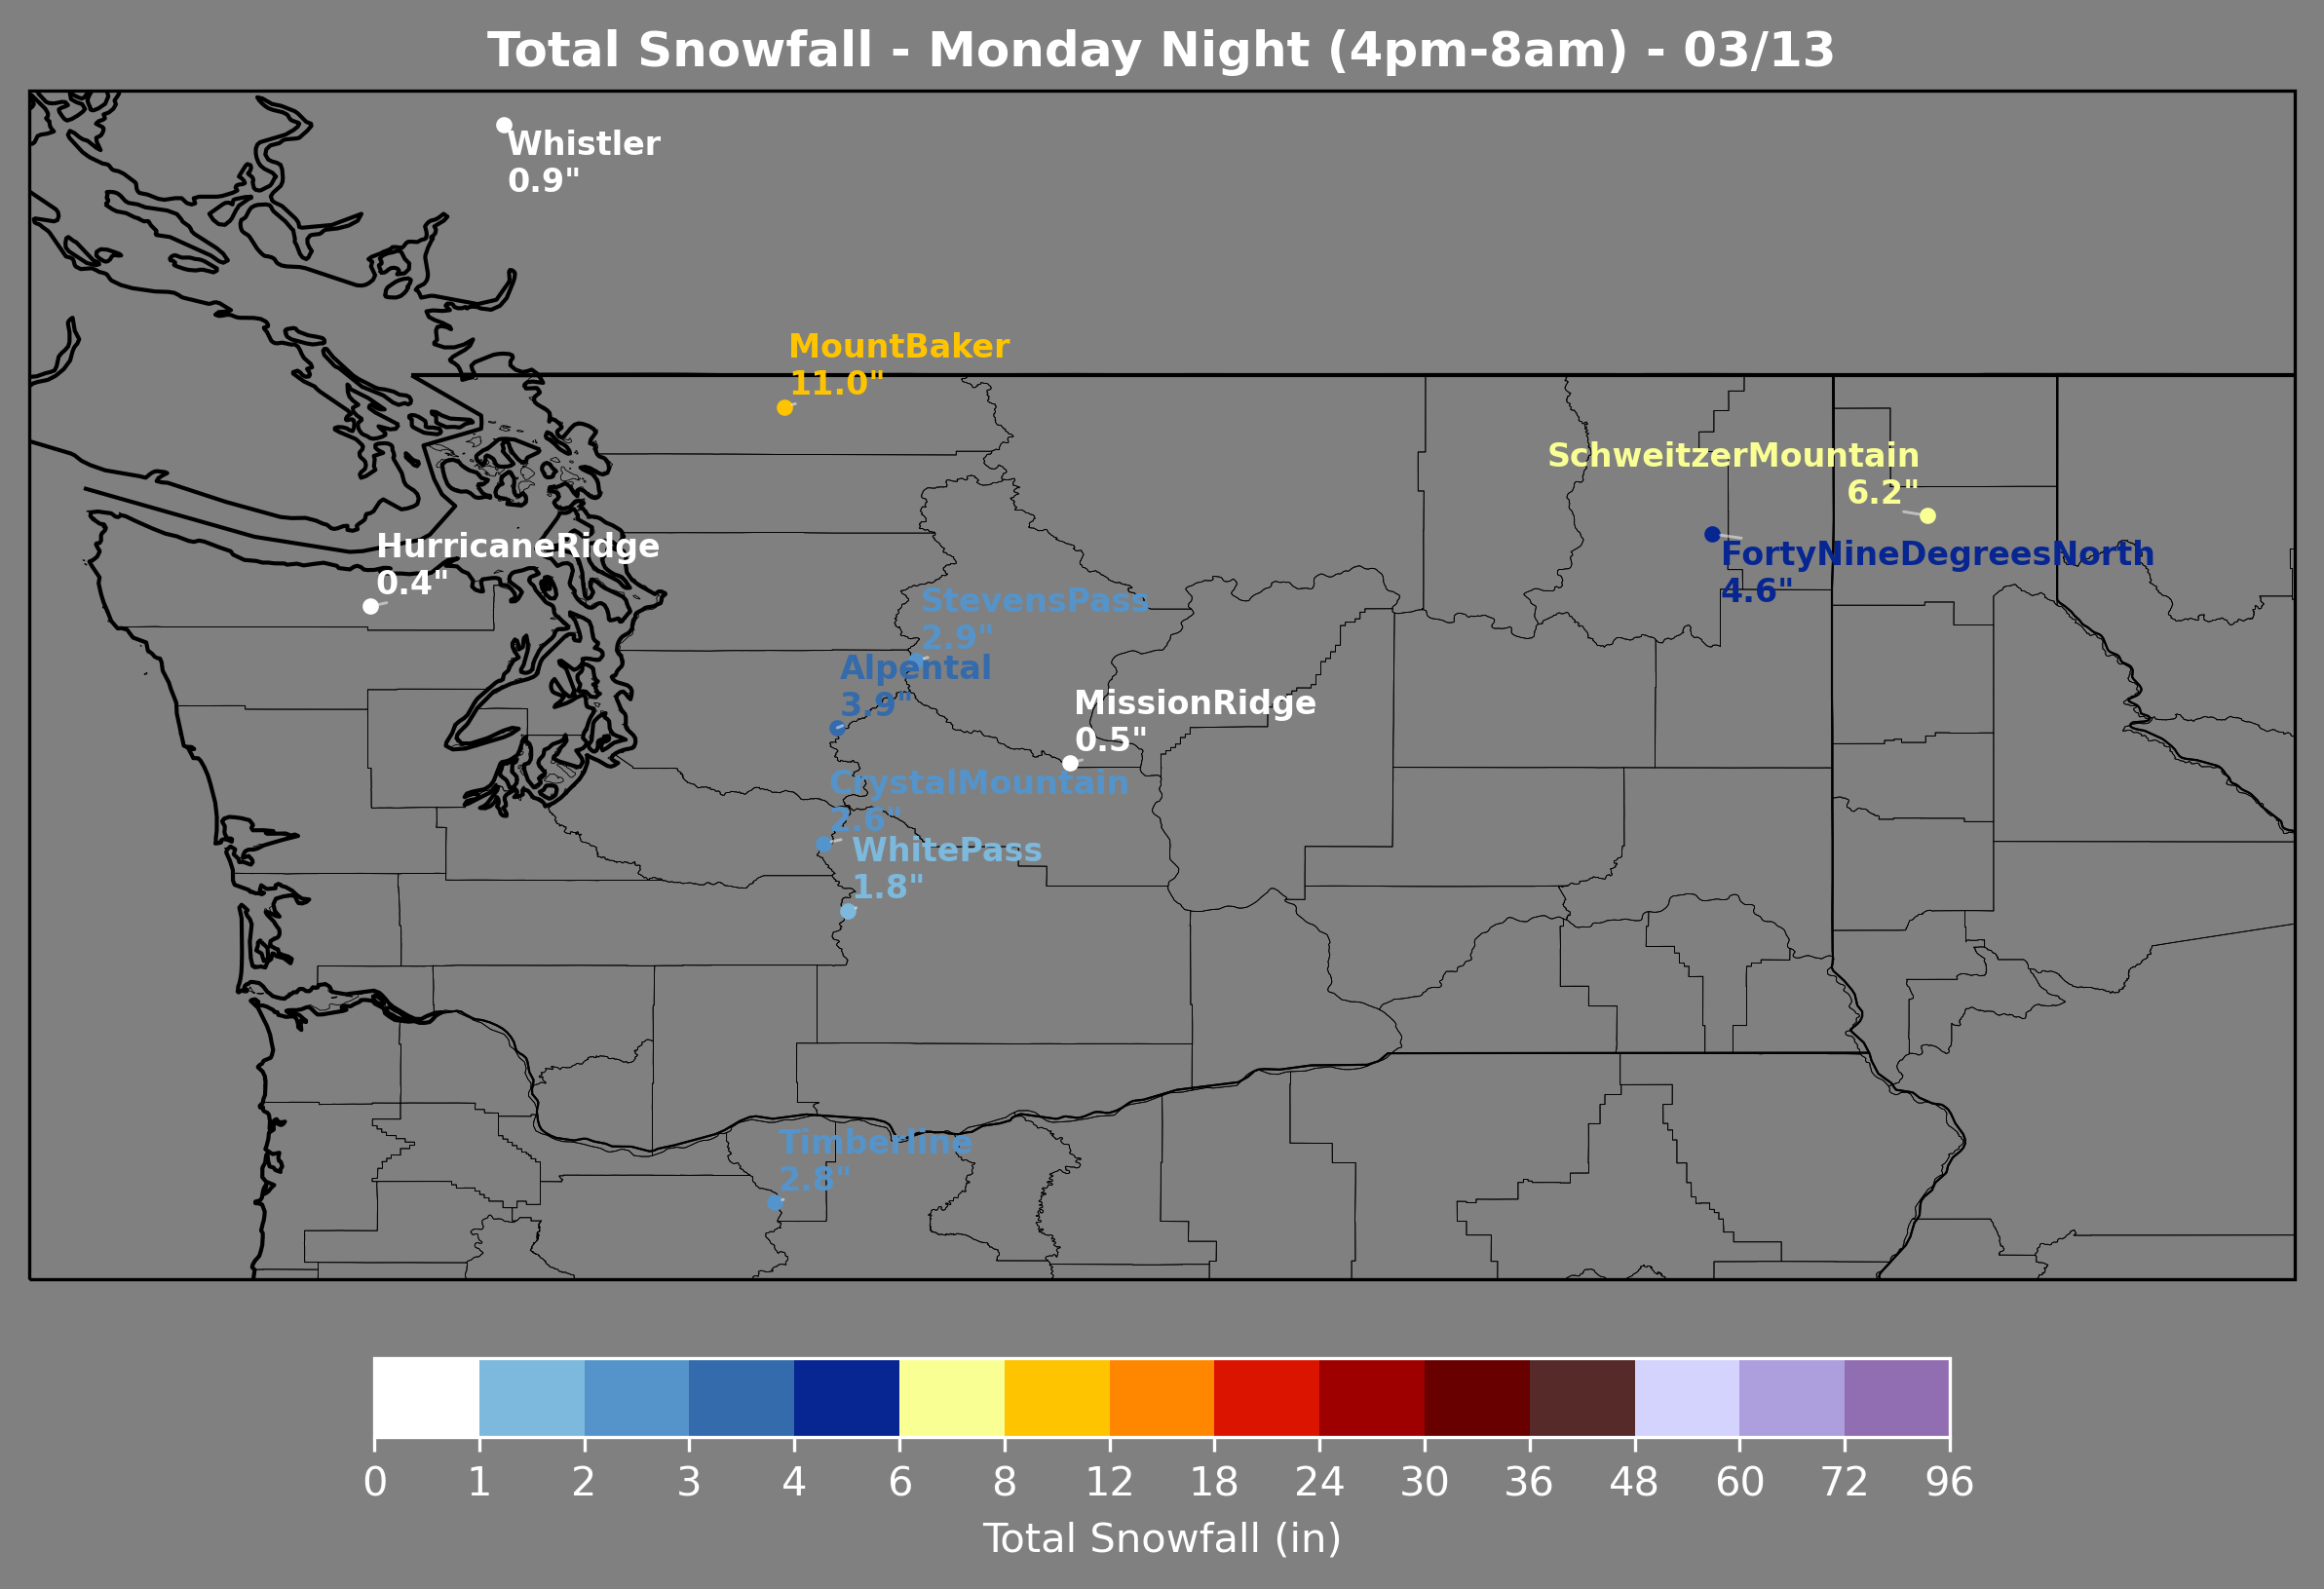 Total Snowfall - Monday Night (4pm-8am) - 03/13
Whistler
0.9"
MountBaker
11.0"
SchweitzerMountain
6.2"
HurricaneRidge
0.4"
FortyNineDegreesNorth
4.6"
StevensPass
2.9"
Alpental
3.9"
MissionRidge
0.5"
CrystalMountain
2.6"
WhitePass
1.8"
Timberline
2.8"
0 1 2 3 4 6 8 12 18 24 30 36 48 60 72 96
Total Snowfall (in)